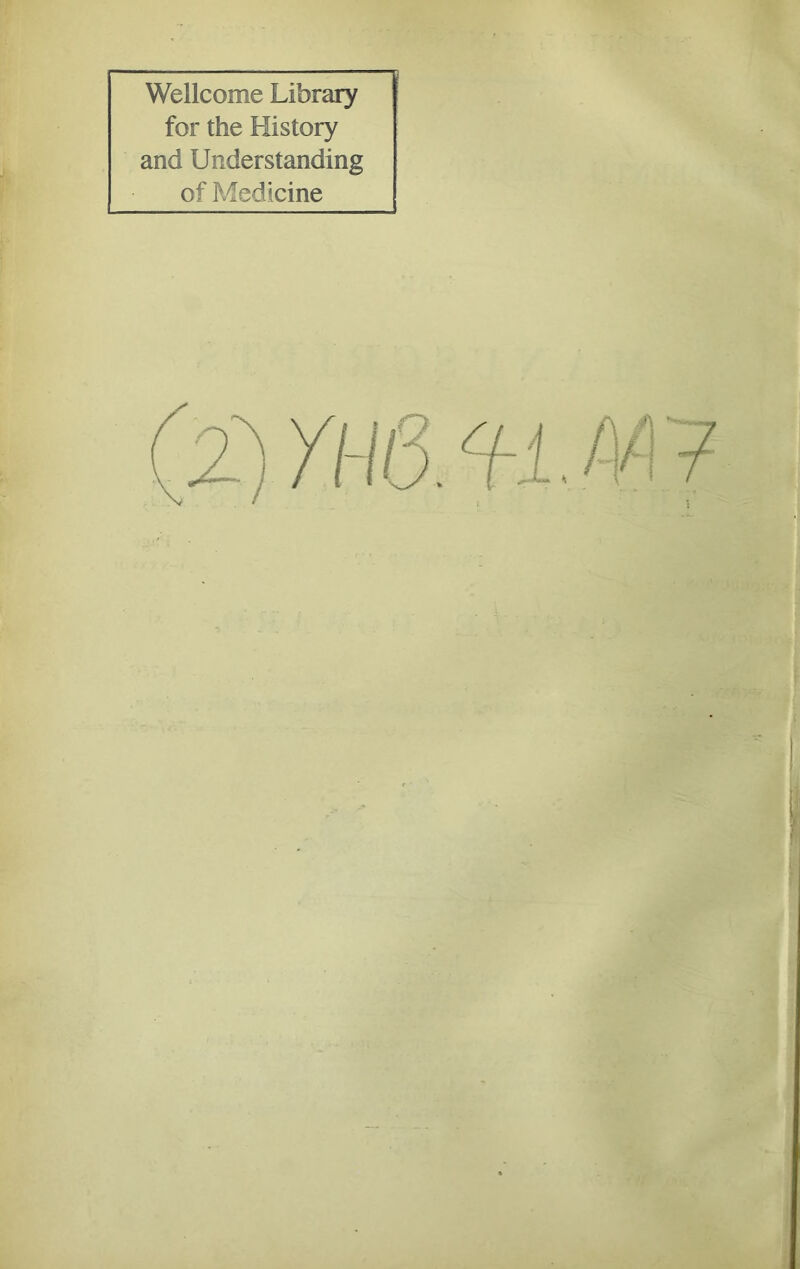 Wellcome Library
for the History
and Understanding
of Medicine
(2) YHB.41.AA7